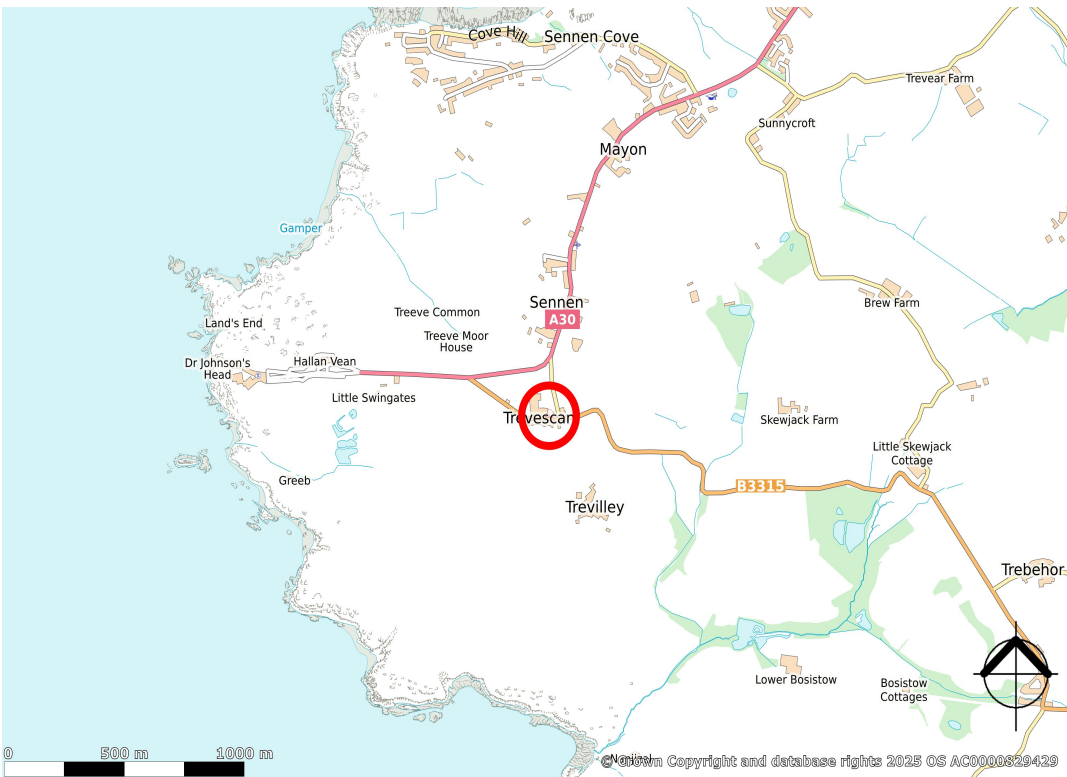 Cove Hill
Sennen Cove
Trevear Farm
Sunnycroft
Mayon
Gamper
Brew Farm
Sennen
A30
Treeve Common
Land's End
Treeve Moor
House
Hallan Vean
Dr Johnson's
Head
Little Swingates
Trevescan
Skewjack Farm
Little Skewjack
Cottage
Greeb
B3315
Trevilley
Trebehor
Lower Bosistow
Bosistow
Cottages
0 500 m 1000 m
© Crown Copyright and database rights 2025 OS AC0000829429